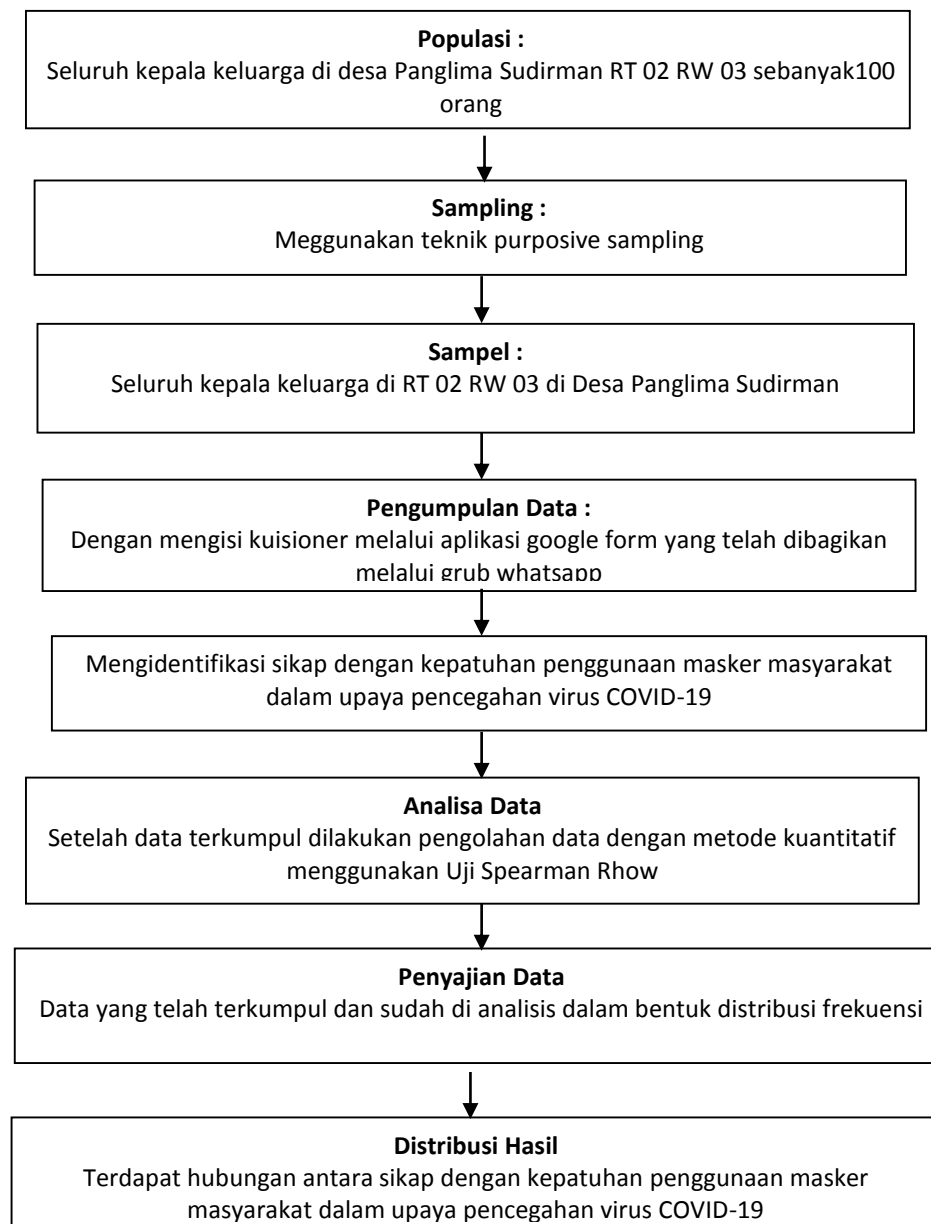 Populasi :
Seluruh kepala keluarga di desa Panglima Sudirman RT 02 RW 03 sebanyak100
orang
Sampling :
Meggunakan teknik purposive sampling
Sampel :
Seluruh kepala keluarga di RT 02 RW 03 di Desa Panglima Sudirman
Pengumpulan Data :
Dengan mengisi kuisioner melalui aplikasi google form yang telah dibagikan
melalui grub whatsapp
Mengidentifikasi sikap dengan kepatuhan penggunaan masker masyarakat
dalam upaya pencegahan virus COVID-19
Analisa Data
Setelah data terkumpul dilakukan pengolahan data dengan metode kuantitatif
menggunakan Uji Spearman Rhow
Penyajian Data
Data yang telah terkumpul dan sudah di analisis dalam bentuk distribusi frekuensi
Distribusi Hasil
Terdapat hubungan antara sikap dengan kepatuhan penggunaan masker
masyarakat dalam upaya pencegahan virus COVID-19